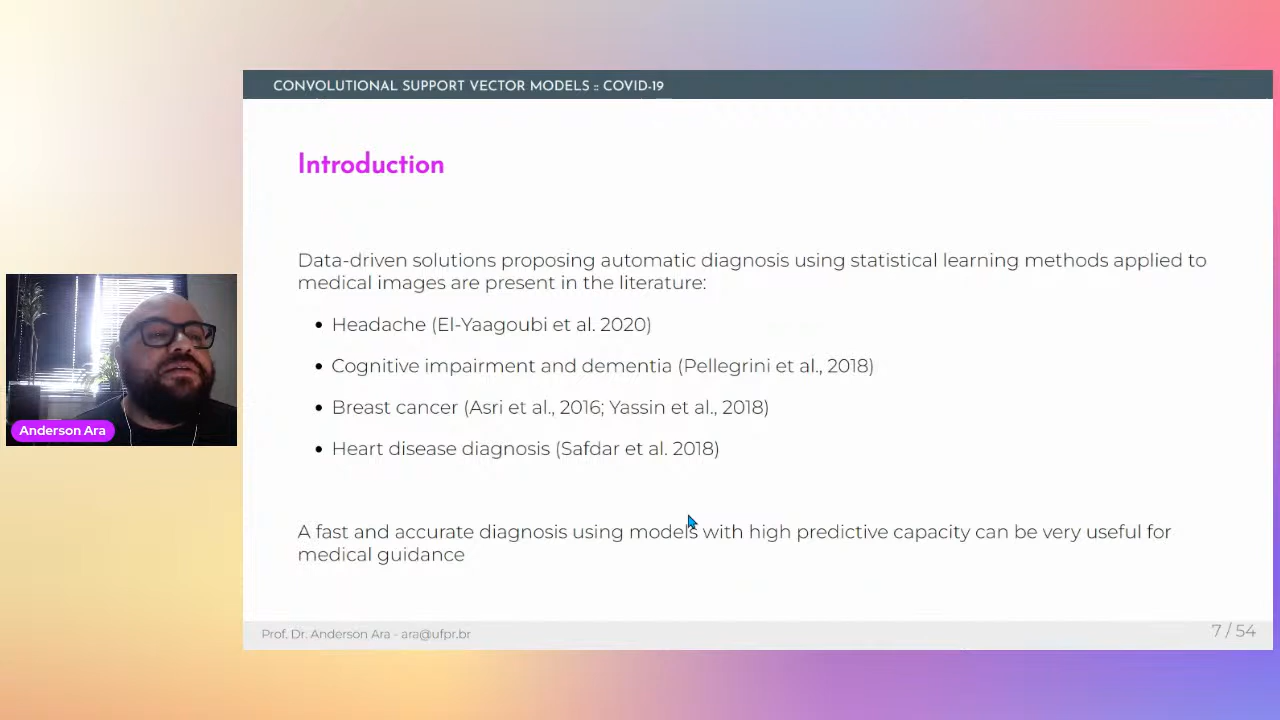 CONVOLUTIONAL SUPPORT VECTOR MODELS :: COVID-19
Introduction
Data-driven solutions proposing automatic diagnosis using statistical learning methods applied to
medical images are present in the literature:
• Headache (El-Yaagoubi et al. 2020)
• Cognitive impairment and dementia (Pellegrini et al., 2018)
• Breast cancer (Asri et al., 2016; Yassin et al., 2018)
• Heart disease diagnosis (Safdar et al. 2018)
A fast and accurate diagnosis using models with high predictive capacity can be very useful for
medical guidance
Anderson Ara
Prof. Dr. Anderson Ara - ara@ufpr.br
7 / 54